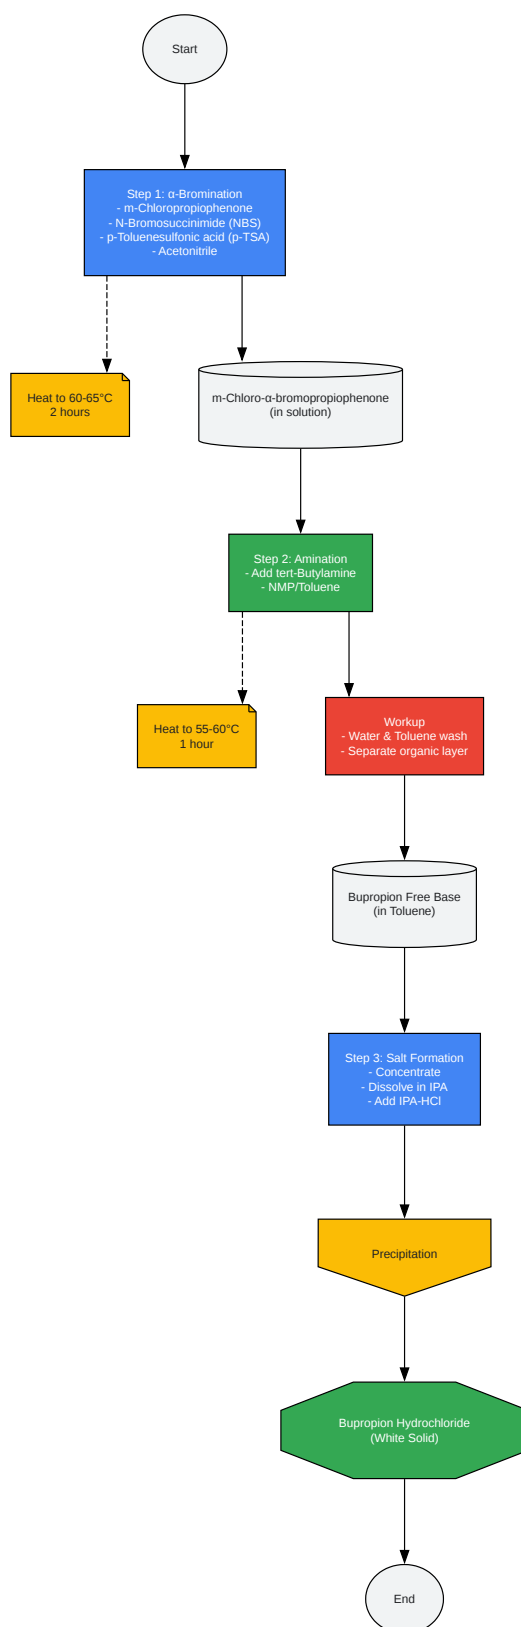 Start
Step 1: α-Bromination
- m-Chloropropiophenone
- N-Bromosuccinimide (NBS)
- p-Toluenesulfonic acid (p-TSA)
- Acetonitrile
Heat to 60-65°C
2 hours
m-Chloro-α-bromopropiophenone
(in solution)
Step 2: Amination
- Add tert-Butylamine
- NMP/Toluene
Heat to 55-60°C
1 hour
Workup
- Water & Toluene wash
- Separate organic layer
Bupropion Free Base
(in Toluene)
Step 3: Salt Formation
- Concentrate
- Dissolve in IPA
- Add IPA-HCl
Precipitation
Bupropion Hydrochloride
(White Solid)
End